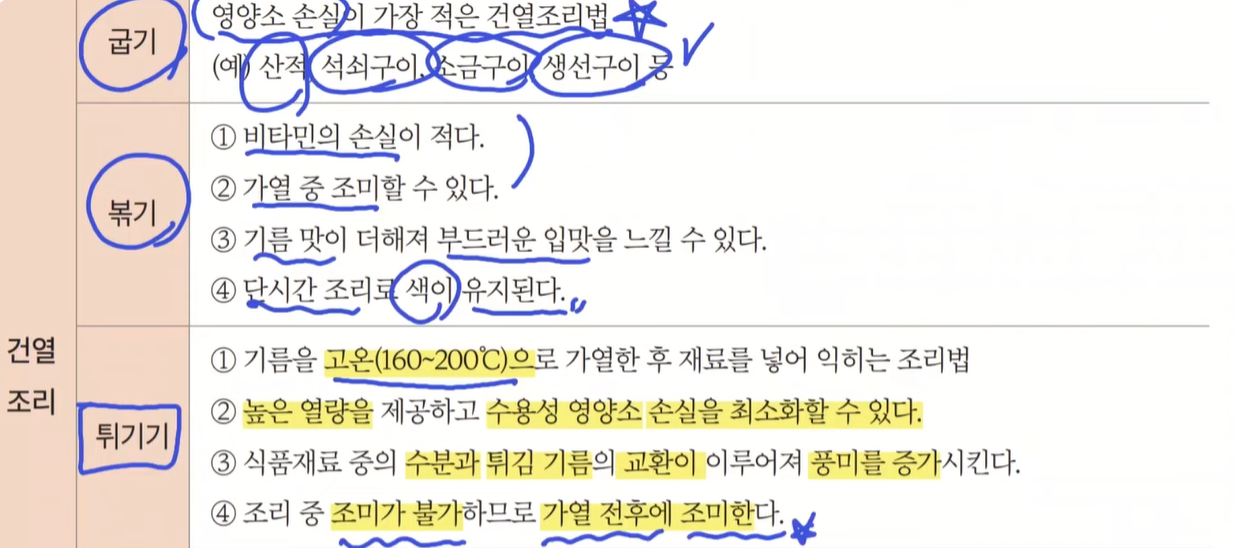 굽기
영양소 손실이 가장 적은 건열조리법
(예) 산적, 석쇠구이, 소금구이, 생선구이 등
볶기
① 비타민의 손실이 적다.
② 가열 중 조미할 수 있다.
③ 기름 맛이 더해져 부드러운 입맛을 느낄 수 있다.
④ 단시간 조리로 색이 유지된다.
건열
조리
튀기기
① 기름을 고온(160~200℃)으로 가열한 후 재료를 넣어 익히는 조리법
② 높은 열량을 제공하고 수용성 영양소 손실을 최소화할 수 있다.
③ 식품재료 중의 수분과 튀김 기름의 교환이 이루어져 풍미를 증가시킨다.
④ 조리 중 조미가 불가하므로 가열 전후에 조미한다.